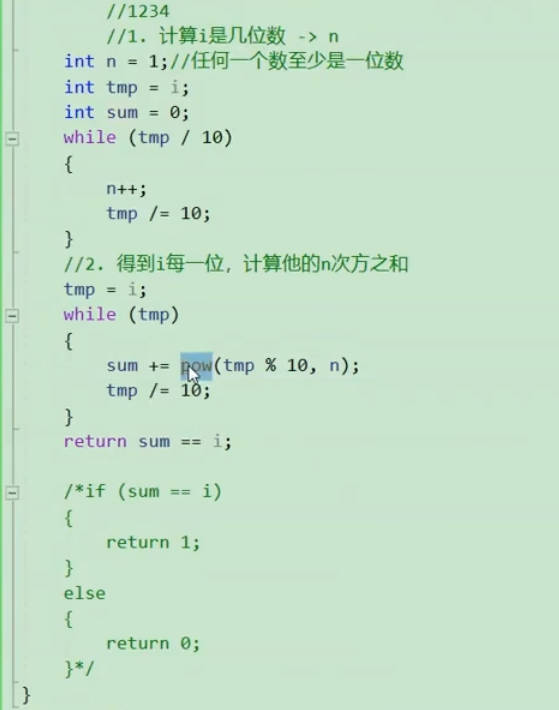 //1234
//1. 计算i是几位数 -> n
int n = 1;//任何一个数至少是一位数
int tmp = i;
int sum = 0;
while (tmp / 10)
{
n++;
tmp /= 10;
}
//2. 得到i每一位，计算他的n次方之和
tmp = i;
while (tmp)
{
sum += pow(tmp % 10, n);
tmp /= 10;
}
return sum == i;
/*if (sum == i)
{
return 1;
}
else
{
return 0;
}*/
}